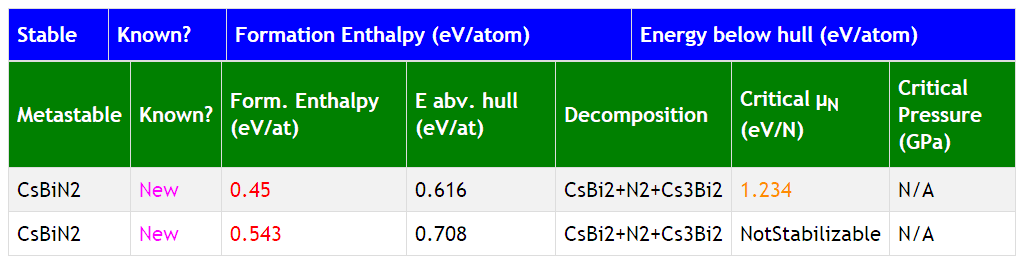 Stable Known? Formation Enthalpy (eV/atom) Energy below hull (eV/atom)
Metastable Known? Form. Enthalpy (eV/at) E abv. hull (eV/at) Decomposition Critical μN (eV/N) Critical Pressure (GPa)
CsBiN2 New 0.45 0.616 CsBi2+N2+Cs3Bi2 1.234 N/A
CsBiN2 New 0.543 0.708 CsBi2+N2+Cs3Bi2 NotStabilizable N/A